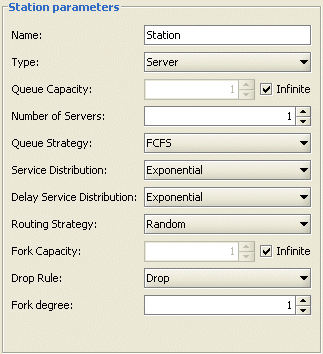 Station parameters
Name: Station
Type: Server
Queue Capacity: 1 Infinite
Number of Servers: 1
Queue Strategy: FCFS
Service Distribution: Exponential
Delay Service Distribution: Exponential
Routing Strategy: Random
Fork Capacity: 1 Infinite
Drop Rule: Drop
Fork degree: 1